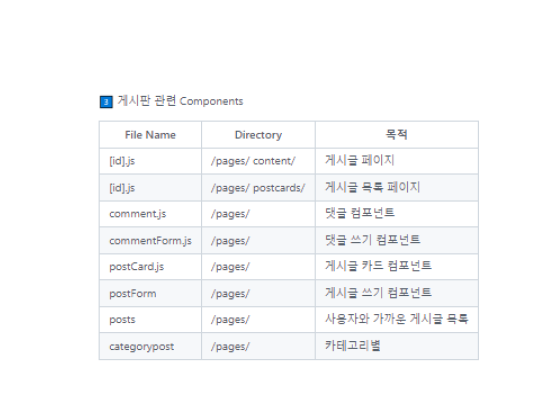 3 게시판 관련 Components
File Name Directory 목적
[id].js /pages/ content/ 게시글 페이지
[id].js /pages/ postcards/ 게시글 목록 페이지
comment.js /pages/ 댓글 컴포넌트
commentForm.js /pages/ 댓글 쓰기 컴포넌트
postCard.js /pages/ 게시글 카드 컴포넌트
postForm /pages/ 게시글 쓰기 컴포넌트
posts /pages/ 사용자와 가까운 게시글 목록
categorypost /pages/ 카테고리별